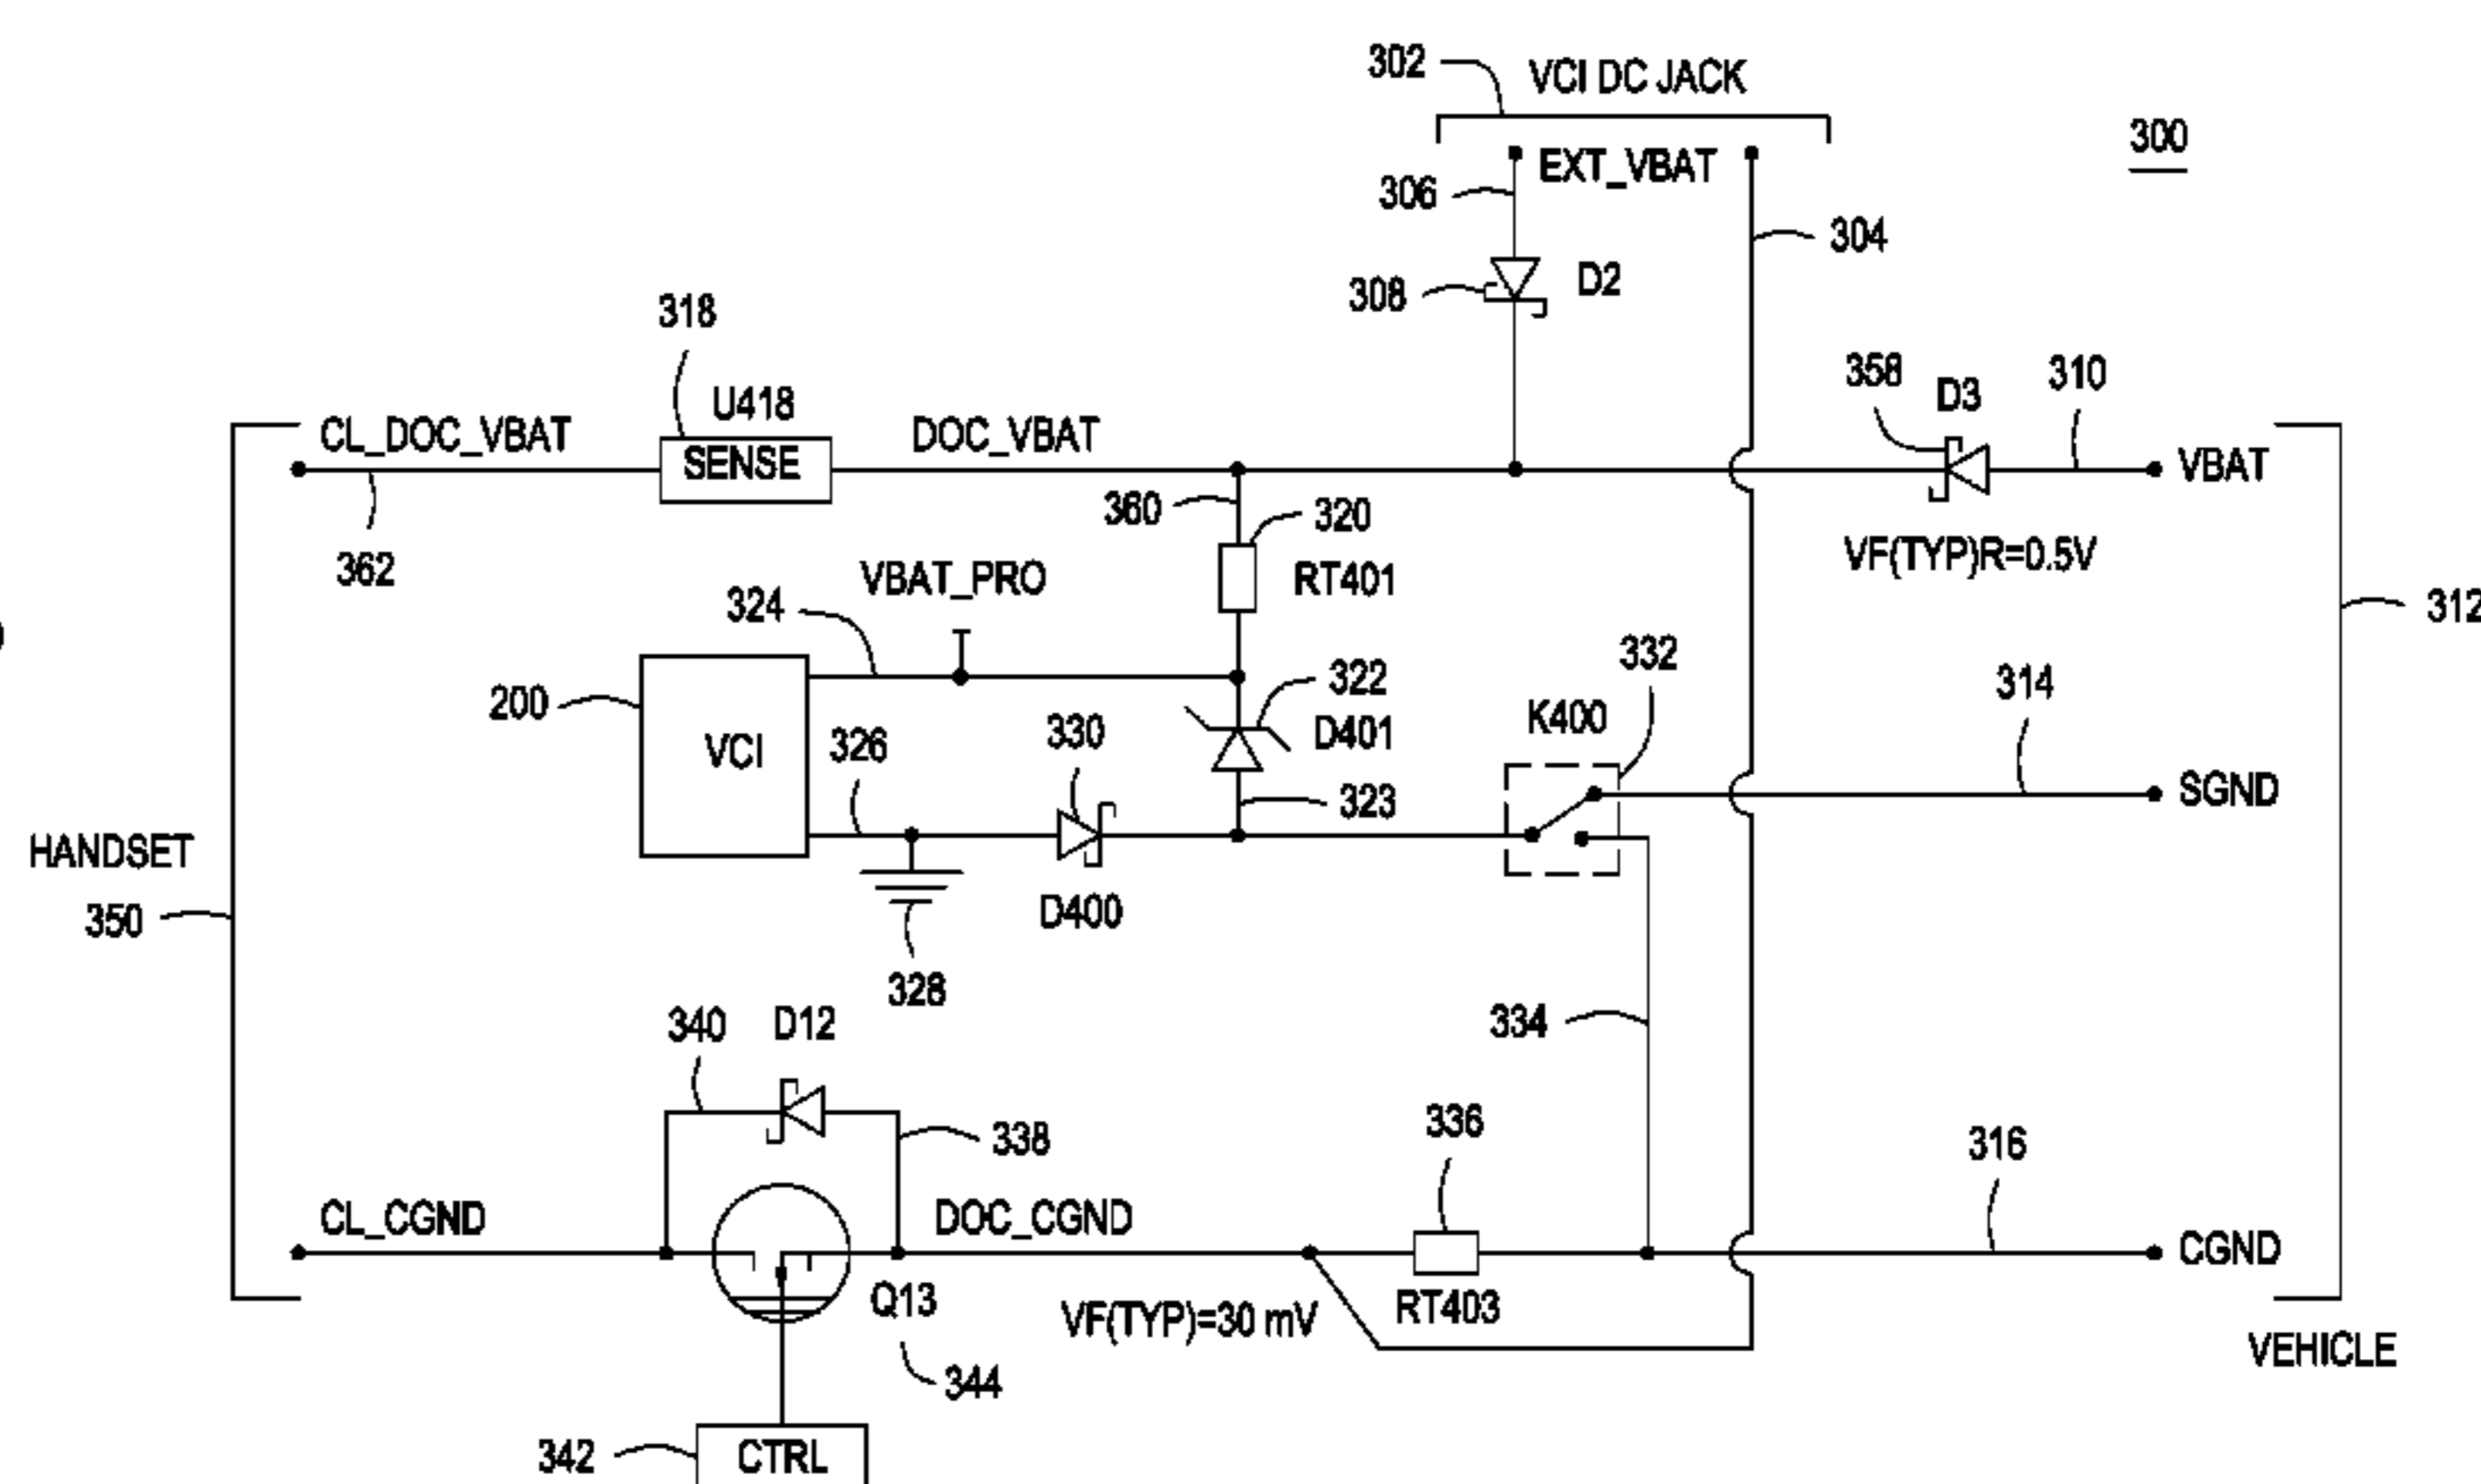 302
VCI DC JACK
300
306
EXT_VBAT
304
308
D2
318
U418
358
D3
310
CL_DOC_VBAT
SENSE
DOC_VBAT
VBAT
362
360
320
RT401
VF(TYP)R=0.5V
VBAT_PRO
324
312
332
322
314
200
VCI
326
330
D401
K400
SGND
323
HANDSET
350
D400
328
340
D12
334
338
336
316
CL_CGND
DOC_CGND
CGND
Q13
VF(TYP)=30 mV
RT403
344
VEHICLE
342
CTRL